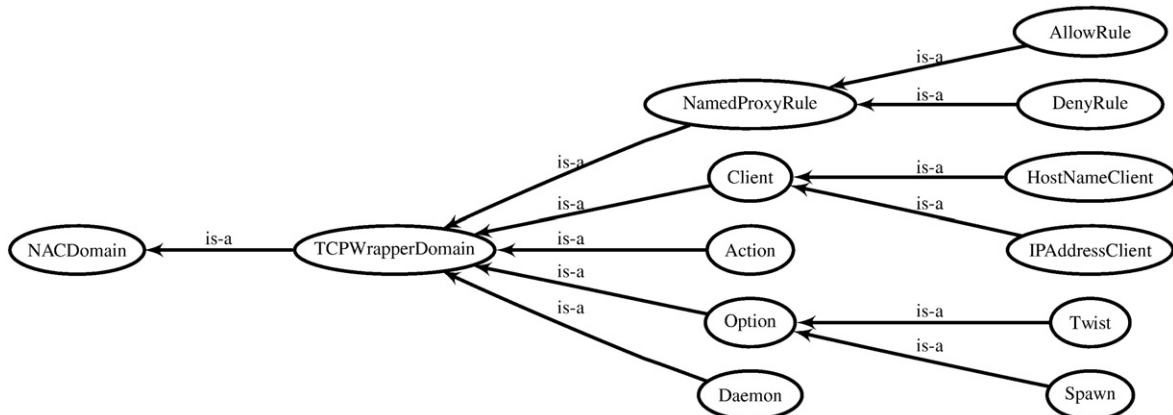 AllowRule
is-a
NamedProxyRule
is-a
DenyRule
is-a
Client
is-a
HostNameClient
is-a
is-a
NACDomain
is-a
TCPWrapperDomain
is-a
Action
IPAddressClient
is-a
Option
is-a
Twist
is-a
is-a
Daemon
Spawn